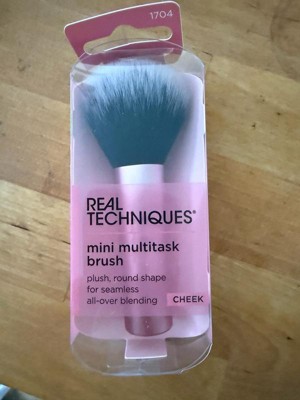 1704
REAL
TECHNIQUES®
mini multitask
brush
plush, round shape
for seamless
all-over blending
CHEEK